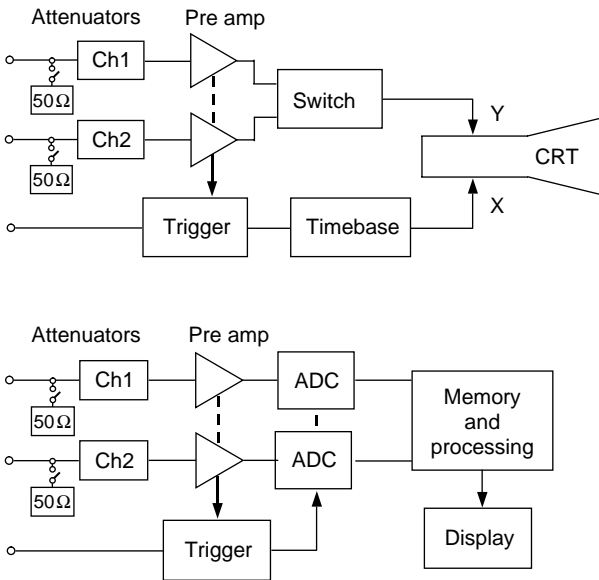 Attenuators Pre amp
Ch1
50Ω
Switch
Y
Ch2
50Ω
CRT
X
Trigger Timebase
Attenuators Pre amp
Ch1 ADC
50Ω
Memory
and
processing
Ch2 ADC
50Ω
Trigger Display